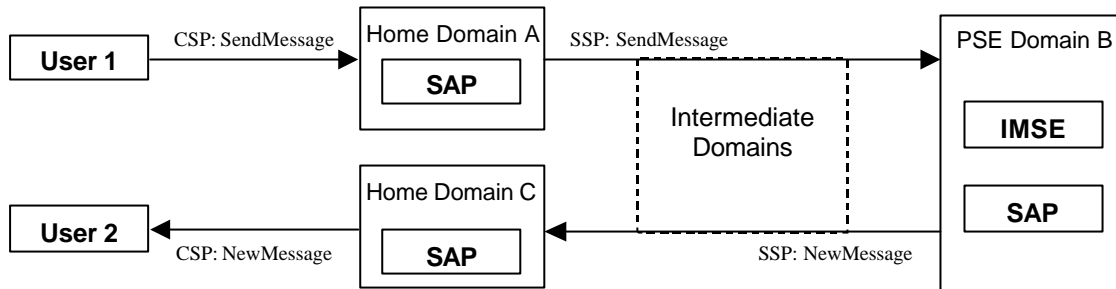 CSP: SendMessage
Home Domain A
SSP: SendMessage
PSE Domain B
User 1
SAP
Intermediate
Domains
IMSE
Home Domain C
SAP
User 2
SAP
CSP: NewMessage
SSP: NewMessage